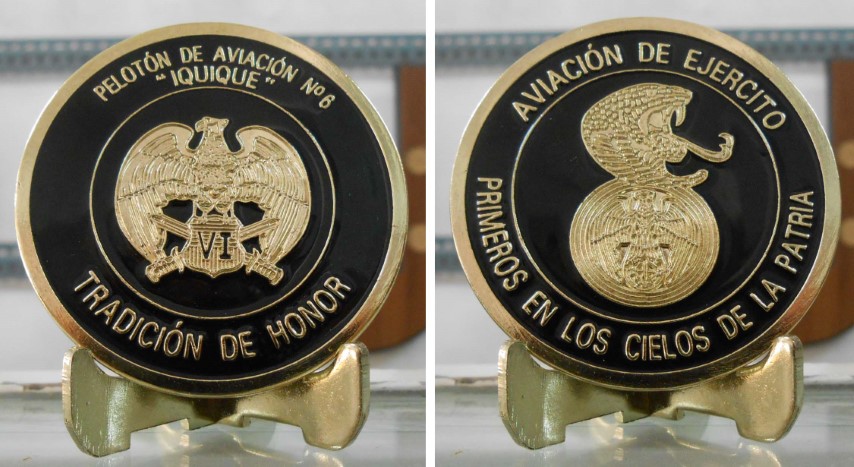 PELOTÓN DE AVIACIÓN Nº6
"IQUIQUE"
VI
TRADICIÓN DE HONOR
AVIACIÓN DE EJERCITO
PRIMEROS EN LOS CIELOS DE LA PATRIA